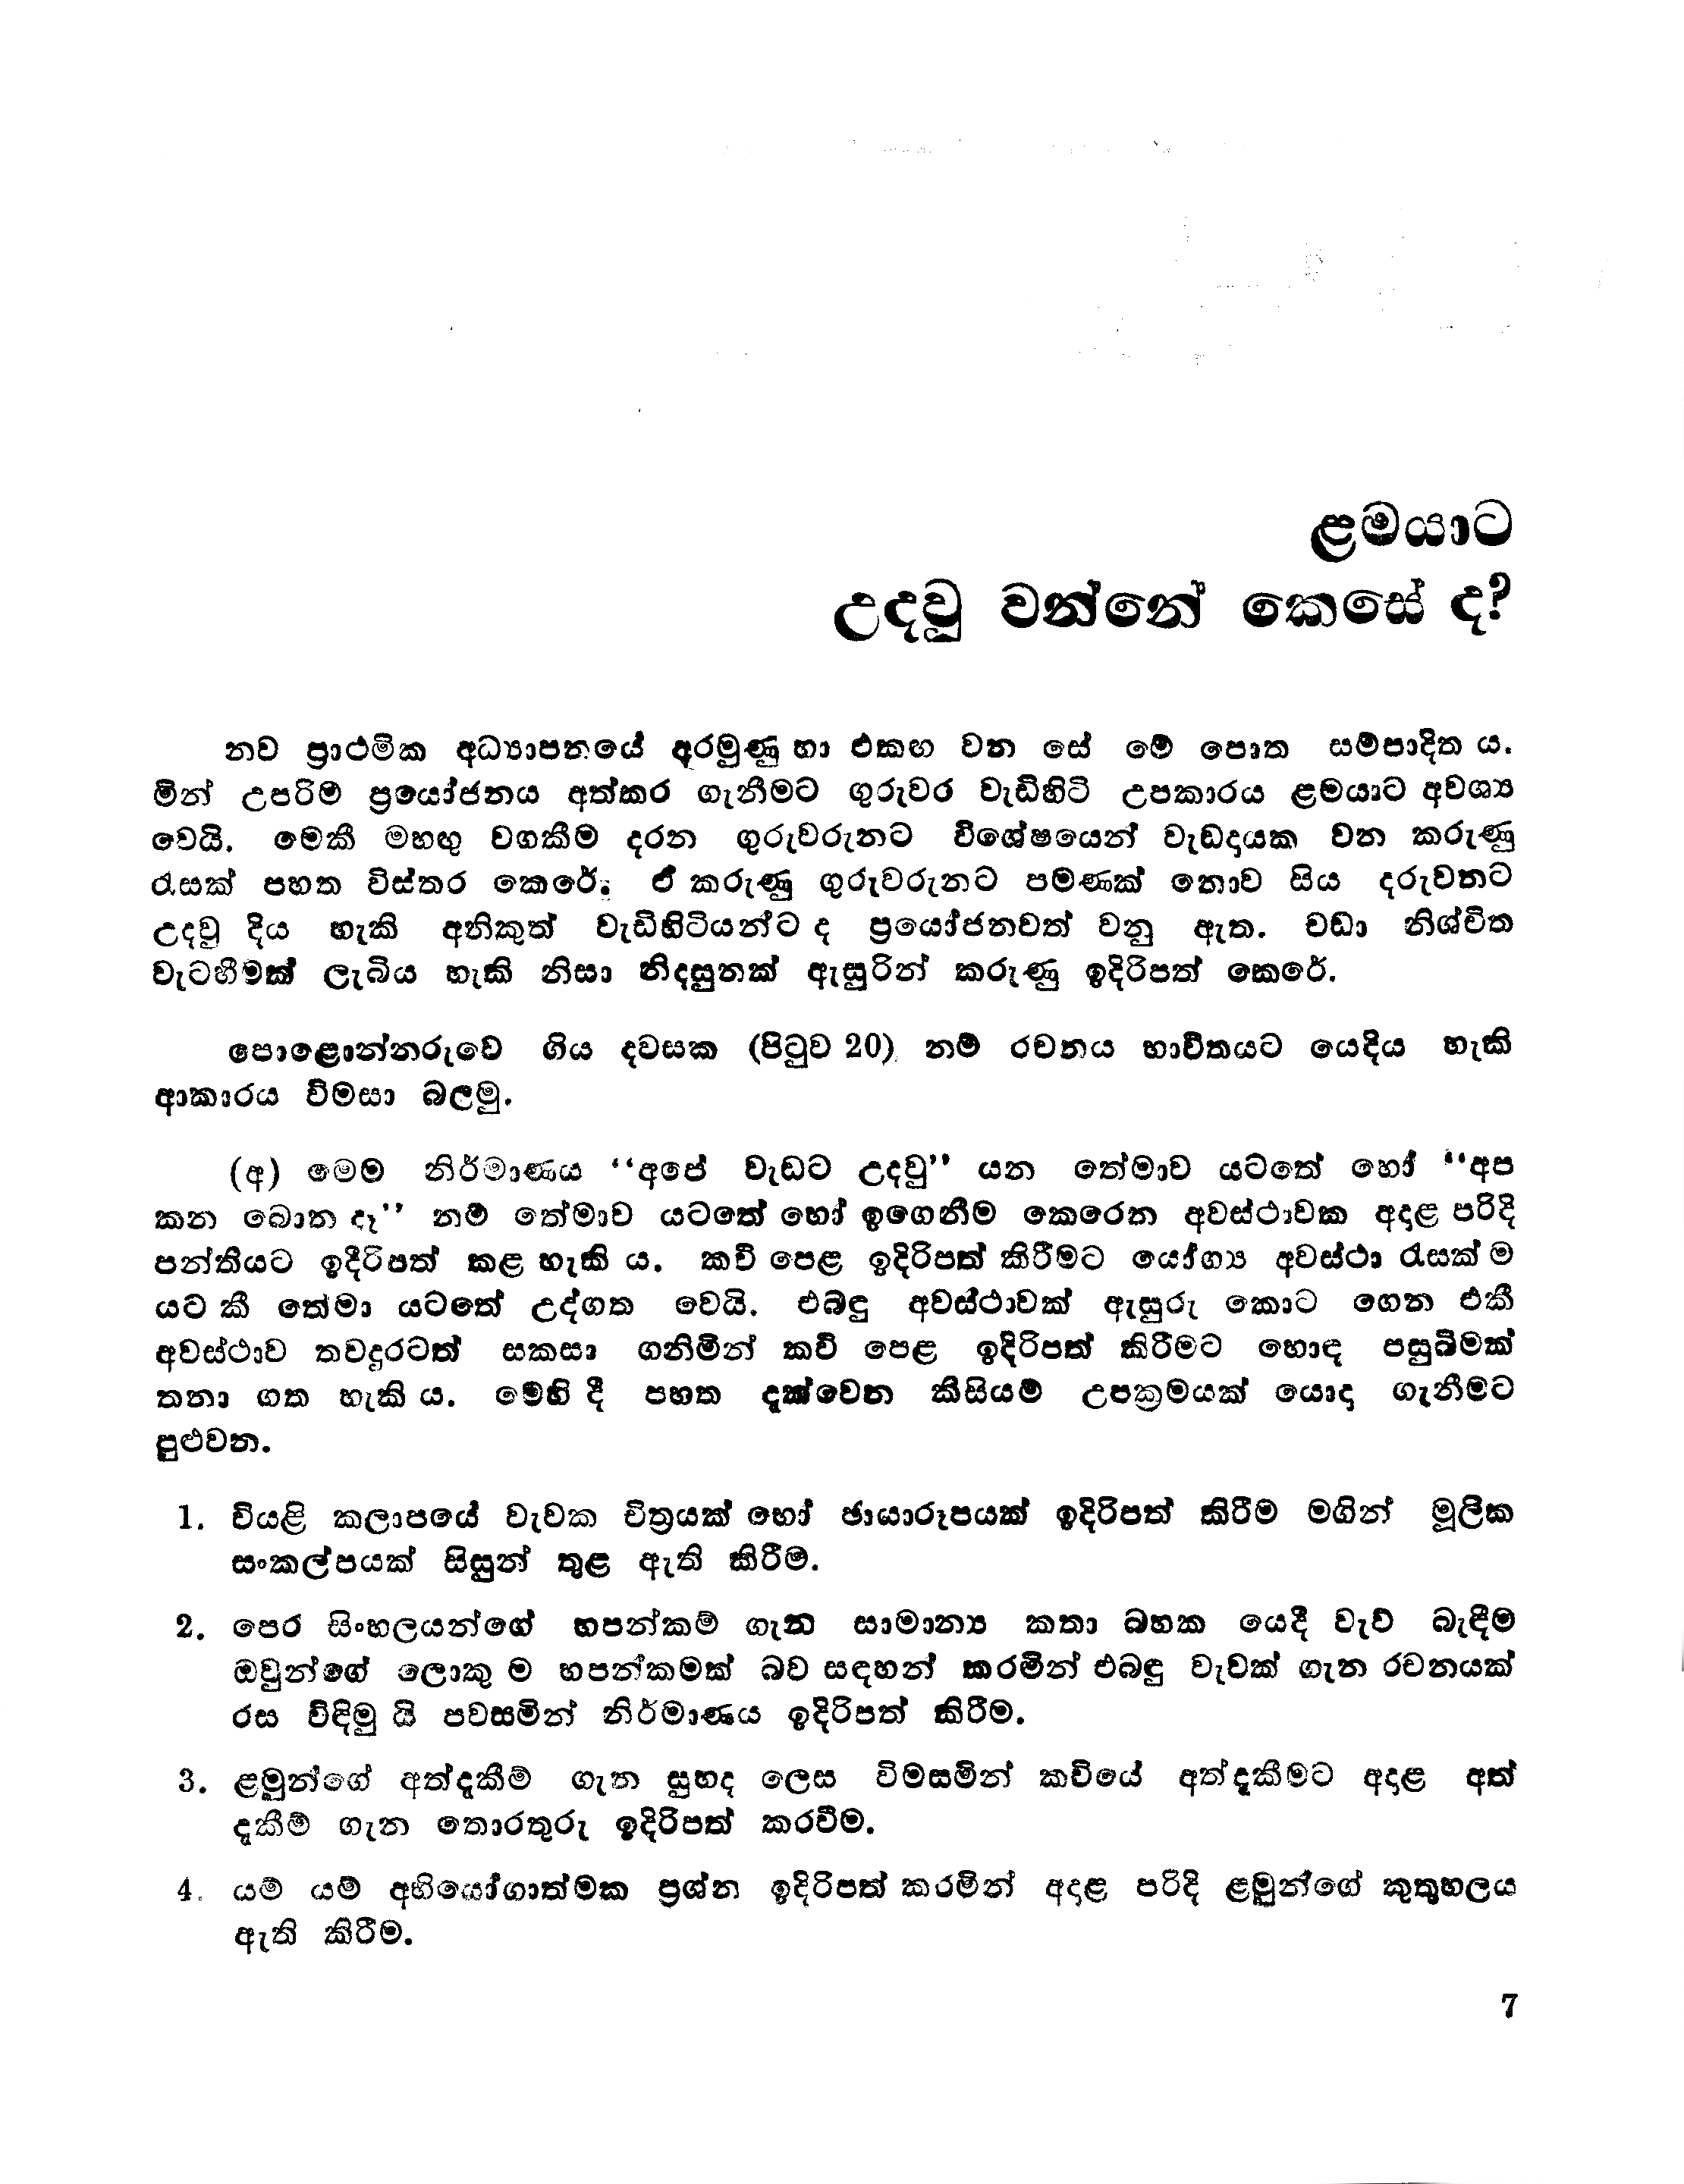 ළමයාට
උදවු වන්නේ කෙසේ ද?
නව ප්‍රාථමික අධ්‍යාපනයේ අරමුණු හා එකඟ වන සේ මේ පොත සම්පාදිත ය.
මින් උපරිම ප්‍රයෝජනය අත්කර ගැනීමට ගුරුවර වැඩිහිටි උපකාරය ළමයාට අවශ්‍ය
වෙයි. මෙකී මහඟු වගකීම දරන ගුරුවරුනට විශේෂයෙන් වැඩදයක වන කරුණු
රැසක් පහත විස්තර කෙරේ. ඒ කරුණු ගුරුවරුනට පමණක් නොව සිය දරුවනට
උදවු දිය හැකි අනිකුත් වැඩිහිටියන්ට ද ප්‍රයෝජනවත් වනු ඇත. වඩා නිශ්චිත
වැටහීමක් ලැබිය හැකි නිසා නිදසුනක් ඇසුරින් කරුණු ඉදිරිපත් කෙරේ.
පොළොන්නරුවෙ ගිය දවසක (පිටුව 20) නම් රචනය භාවිතයට යෙදිය හැකි
ආකාරය විමසා බලමු.
(අ) මෙම නිර්මාණය “අපේ වැඩට උදවු” යන තේමාව යටතේ හෝ “අප
කන බොන දෑ” නම් තේමාව යටතේ හෝ ඉගෙනීම කෙරෙන අවස්ථාවක අදළ පරිදි
පන්තියට ඉදිරිපත් කළ හැකි ය. කවි පෙළ ඉදිරිපත් කිරීමට යෝග්‍ය අවස්ථා රැසක් ම
යට කී තේමා යටතේ උද්ගත වෙයි. එබඳු අවස්ථාවක් ඇසුරු කොට ගෙන එකී
අවස්ථාව තවදුරටත් සකසා ගනිමින් කවි පෙළ ඉදිරිපත් කිරීමට හොඳ පසුබිමක්
තනා ගත හැකි ය. මෙහි දී පහත දැක්වෙන කිසියම් උපක්‍රමයක් යොද ගැනීමට
පුළුවන.
1. වියළි කලාපයේ වැවක චිත්‍රයක් හෝ ඡායාරූපයක් ඉදිරිපත් කිරීම මගින් මූලික
සංකල්පයක් සිසුන් තුළ ඇති කිරීම.
2. පෙර සිංහලයන්ගේ හපන්කම් ගැන සාමාන්‍ය කතා බහක යෙදී වැව් බැඳීම
ඔවුන්ගේ ලොකු ම හපන්කමක් බව සඳහන් කරමින් එබඳු වැවක් ගැන රචනයක්
රස විඳිමු යි පවසමින් නිර්මාණය ඉදිරිපත් කිරීම.
3. ළමුන්ගේ අත්දැකීම් ගැන සුහද ලෙස විමසමින් කවියේ අත්දැකීමට අදළ අත්
දැකීම් ගැන තොරතුරු ඉදිරිපත් කරවීම.
4. යම් යම් අභියෝගාත්මක ප්‍රශ්න ඉදිරිපත් කරමින් අදළ පරිදි ළමුන්ගේ කුතුහලය
ඇති කිරීම.
7